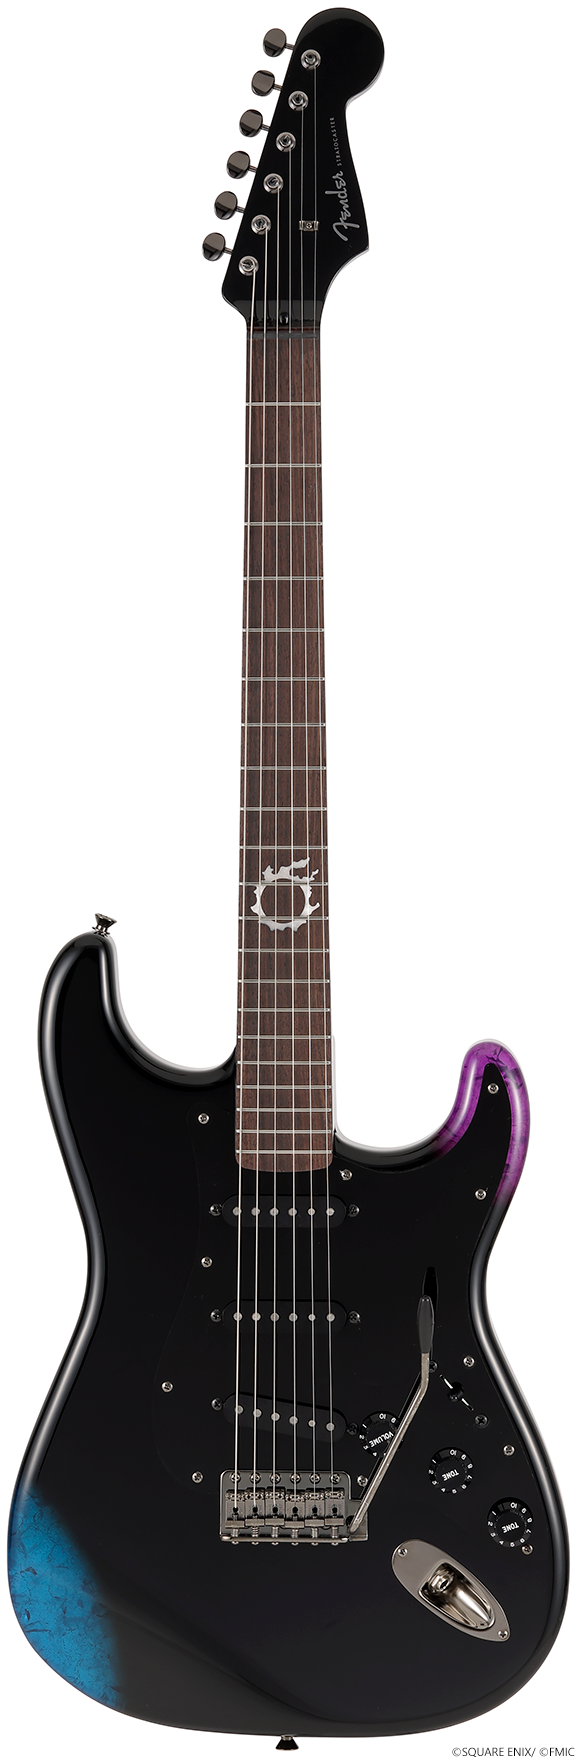 Fender
STRATOCASTER
VOLUME
TONE
TONE
©SQUARE ENIX/ ©FMIC